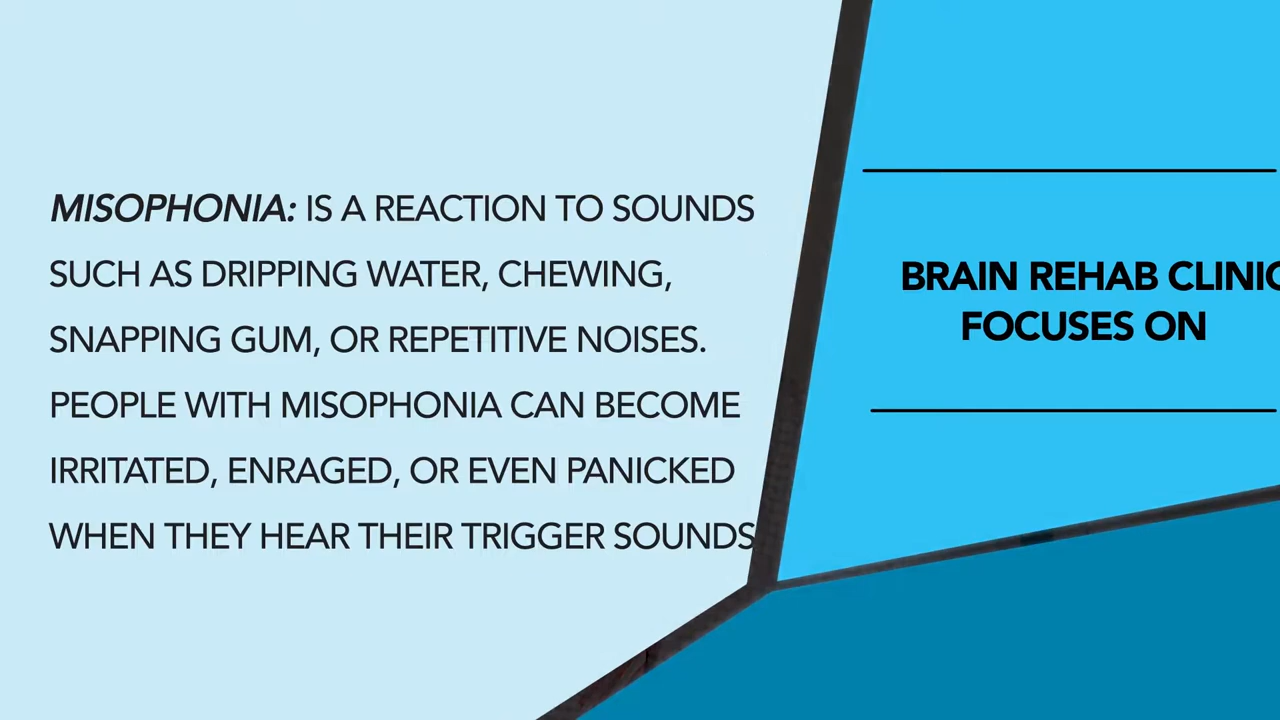 MISOPHONIA: IS A REACTION TO SOUNDS
SUCH AS DRIPPING WATER, CHEWING,
SNAPPING GUM, OR REPETITIVE NOISES.
PEOPLE WITH MISOPHONIA CAN BECOME
IRRITATED, ENRAGED, OR EVEN PANICKED
WHEN THEY HEAR THEIR TRIGGER SOUNDS
BRAIN REHAB CLINIC
FOCUSES ON